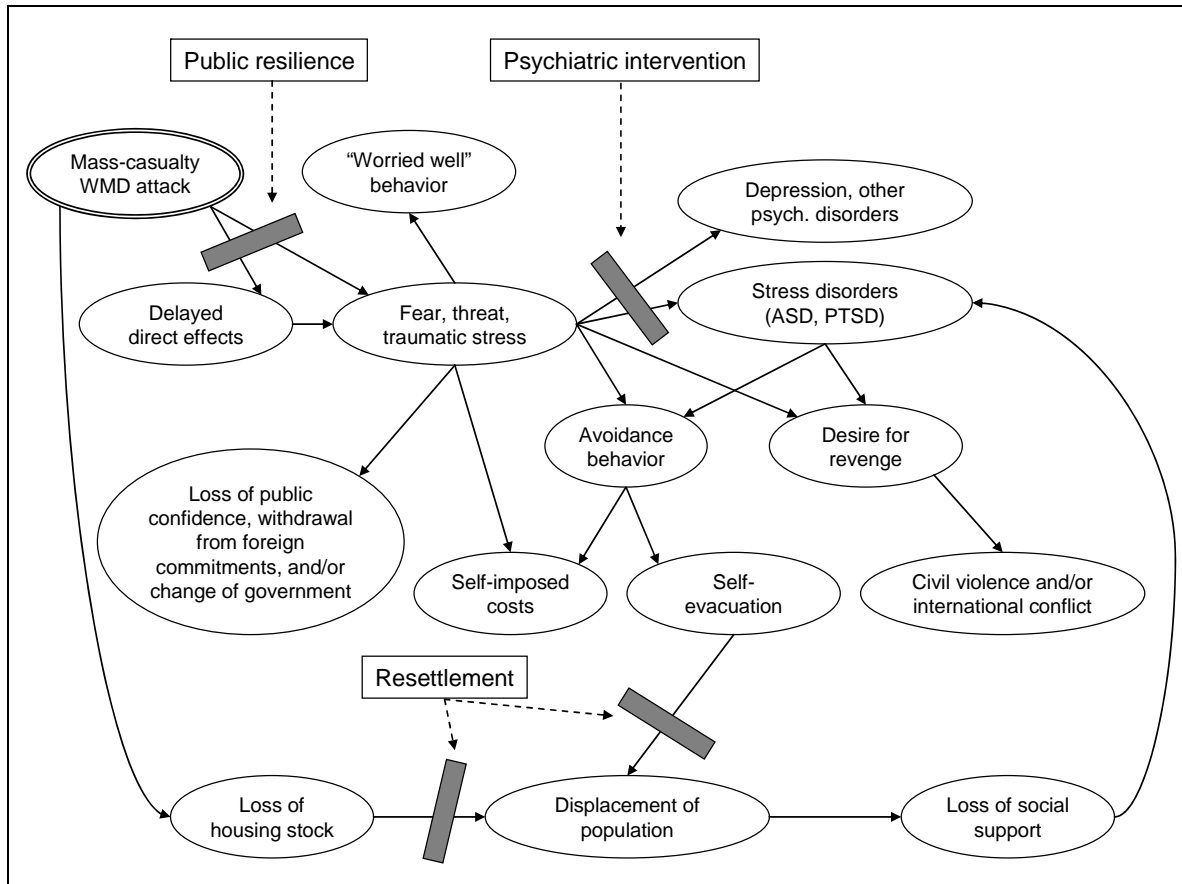 Public resilience
Psychiatric intervention
Mass-casualty
WMD attack
“Worried well”
behavior
Depression, other
psych. disorders
Delayed
direct effects
Fear, threat,
traumatic stress
Stress disorders
(ASD, PTSD)
Avoidance
behavior
Desire for
revenge
Loss of public
confidence, withdrawal
from foreign
commitments, and/or
change of government
Self-imposed
costs
Self-
evacuation
Civil violence and/or
international conflict
Resettlement
Loss of
housing stock
Displacement of
population
Loss of social
support